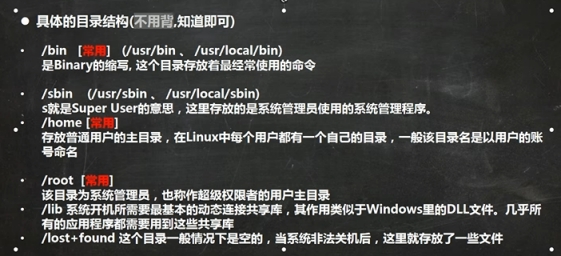 具体的目录结构(不用背,知道即可)
/bin [常用] (/usr/bin 、 /usr/local/bin)
是Binary的缩写, 这个目录存放着最经常使用的命令
/sbin (/usr/sbin 、 /usr/local/sbin)
s就是Super User的意思，这里存放的是系统管理员使用的系统管理程序。
/home [常用]
存放普通用户的主目录，在Linux中每个用户都有一个自己的目录，一般该目录名是以用户的账
号命名
/root [常用]
该目录为系统管理员，也称作超级权限者的用户主目录
/lib 系统开机所需要最基本的动态连接共享库，其作用类似于Windows里的DLL文件。几乎所
有的应用程序都需要用到这些共享库
/lost+found 这个目录一般情况下是空的，当系统非法关机后，这里就存放了一些文件